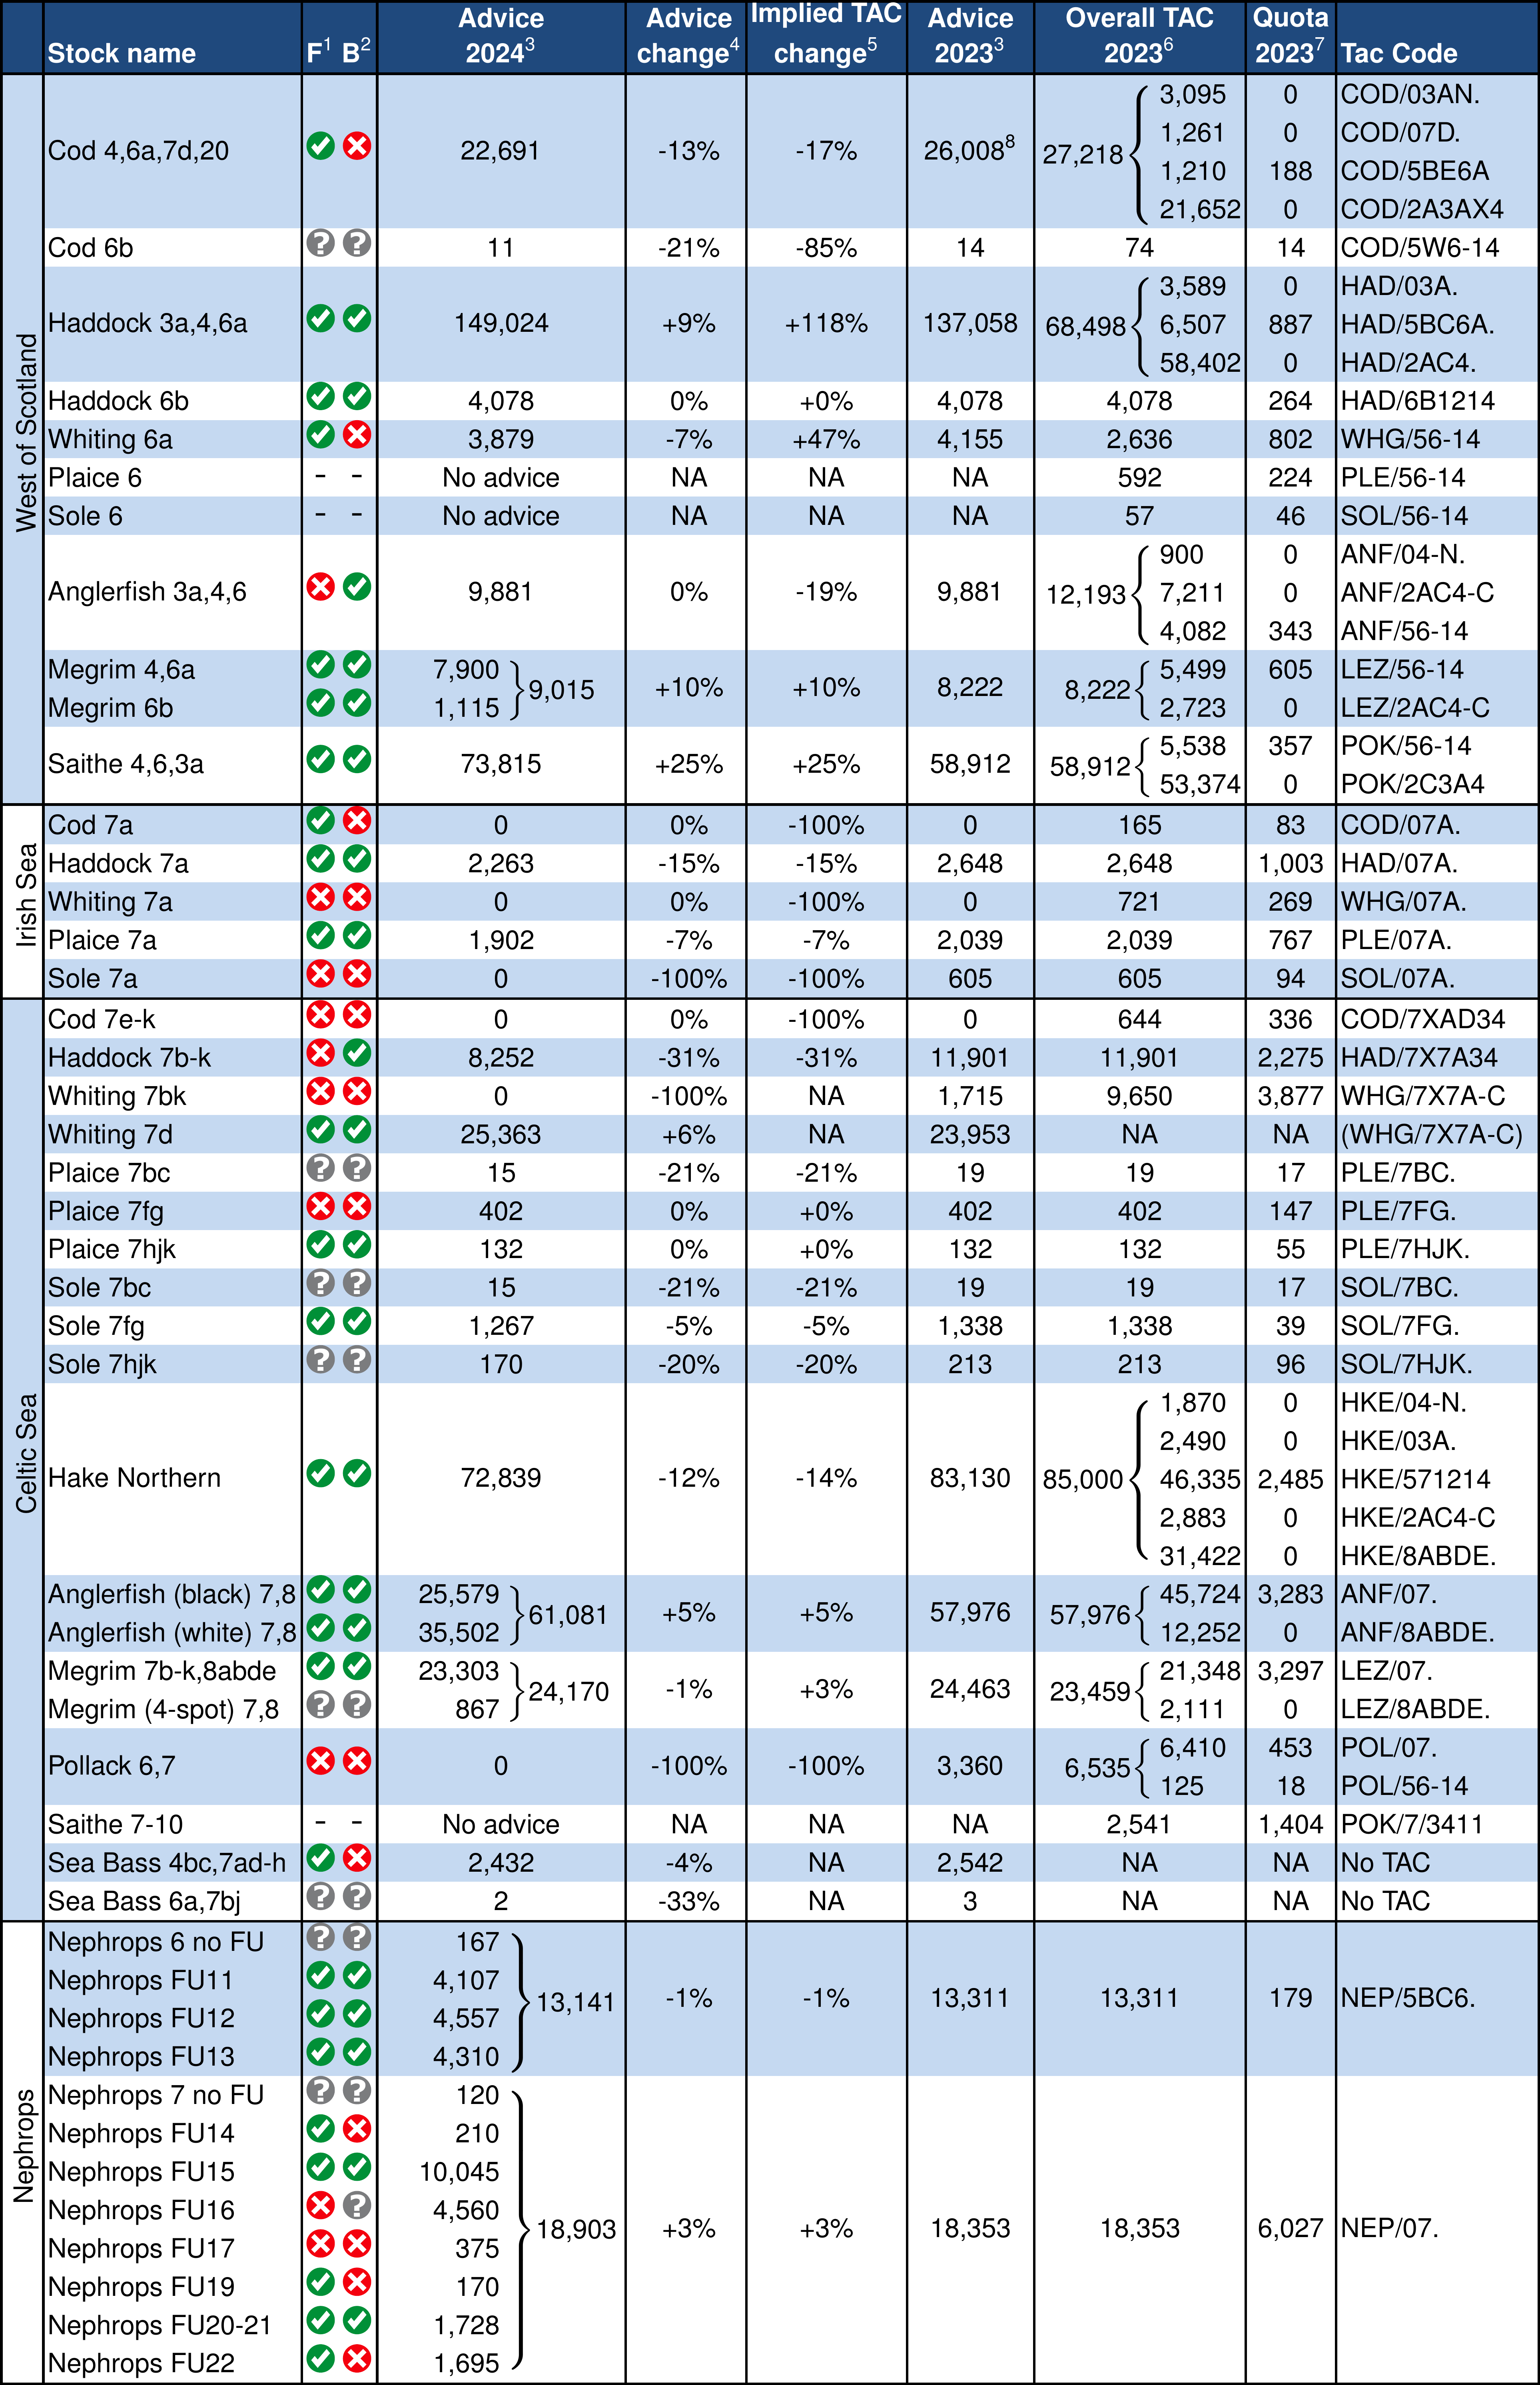 Stock name F1 B2 Advice 20243 Advice change4 Implied TAC change5 Advice 20233 Overall TAC 20236 Quota 20237 Tac Code
West of Scotland
Cod 4,6a,7d,20 22,691 -13% -17% 26,0088 27,218
3,095 0 COD/03AN.
1,261 0 COD/07D.
1,210 188 COD/5BE6A
21,652 0 COD/2A3AX4
Cod 6b ? ? 11 -21% -85% 14 74 14 COD/5W6-14
Haddock 3a,4,6a 149,024 +9% +118% 137,058 68,498
3,589 0 HAD/03A.
6,507 887 HAD/5BC6A.
58,402 0 HAD/2AC4.
Haddock 6b 4,078 0% +0% 4,078 4,078 264 HAD/6B1214
Whiting 6a 3,879 -7% +47% 4,155 2,636 802 WHG/56-14
Plaice 6 - - No advice NA NA NA 592 224 PLE/56-14
Sole 6 - - No advice NA NA NA 57 46 SOL/56-14
Anglerfish 3a,4,6 9,881 0% -19% 9,881 12,193
900 0 ANF/04-N.
7,211 0 ANF/2AC4-C
4,082 343 ANF/56-14
Megrim 4,6a 7,900 9,015 +10% +10% 8,222 8,222 5,499 605 LEZ/56-14
Megrim 6b 1,115 2,723 0 LEZ/2AC4-C
Saithe 4,6,3a 73,815 +25% +25% 58,912 58,912
5,538 357 POK/56-14
53,374 0 POK/2C3A4
Irish Sea
Cod 7a 0 0% -100% 0 165 83 COD/07A.
Haddock 7a 2,263 -15% -15% 2,648 2,648 1,003 HAD/07A.
Whiting 7a 0 0% -100% 0 721 269 WHG/07A.
Plaice 7a 1,902 -7% -7% 2,039 2,039 767 PLE/07A.
Sole 7a 0 -100% -100% 605 605 94 SOL/07A.
Celtic Sea
Cod 7e-k 0 0% -100% 0 644 336 COD/7XAD34
Haddock 7b-k 8,252 -31% -31% 11,901 11,901 2,275 HAD/7X7A34
Whiting 7bk 0 -100% NA 1,715 9,650 3,877 WHG/7X7A-C
Whiting 7d 25,363 +6% NA 23,953 NA NA (WHG/7X7A-C)
Plaice 7bc ? ? 15 -21% -21% 19 19 17 PLE/7BC.
Plaice 7fg 402 0% +0% 402 402 147 PLE/7FG.
Plaice 7hjk 132 0% +0% 132 132 55 PLE/7HJK.
Sole 7bc ? ? 15 -21% -21% 19 19 17 SOL/7BC.
Sole 7fg 1,267 -5% -5% 1,338 1,338 39 SOL/7FG.
Sole 7hjk ? ? 170 -20% -20% 213 213 96 SOL/7HJK.
Hake Northern 72,839 -12% -14% 83,130 85,000
1,870 0 HKE/04-N.
2,490 0 HKE/03A.
46,335 2,485 HKE/571214
2,883 0 HKE/2AC4-C
31,422 0 HKE/8ABDE.
Anglerfish (black) 7,8 25,579 61,081 +5% +5% 57,976 57,976 45,724 3,283 ANF/07.
Anglerfish (white) 7,8 35,502 12,252 0 ANF/8ABDE.
Megrim 7b-k,8abde 23,303 24,170 -1% +3% 24,463 23,459 21,348 3,297 LEZ/07.
Megrim (4-spot) 7,8 ? ? 867 2,111 0 LEZ/8ABDE.
Pollack 6,7 0 -100% -100% 3,360 6,535
6,410 453 POL/07.
125 18 POL/56-14
Saithe 7-10 - - No advice NA NA NA 2,541 1,404 POK/7/3411
Sea Bass 4bc,7ad-h 2,432 -4% NA 2,542 NA NA No TAC
Sea Bass 6a,7bj ? ? 2 -33% NA 3 NA NA No TAC
Nephrops
Nephrops 6 no FU ? ? 167
Nephrops FU11 4,107
13,141 -1% -1% 13,311 13,311 179 NEP/5BC6.
Nephrops FU12 4,557
Nephrops FU13 4,310
Nephrops 7 no FU ? ? 120
Nephrops FU14 210
Nephrops FU15 10,045
Nephrops FU16 ? 4,560
18,903 +3% +3% 18,353 18,353 6,027 NEP/07.
Nephrops FU17 375
Nephrops FU19 170
Nephrops FU20-21 1,728
Nephrops FU22 1,695